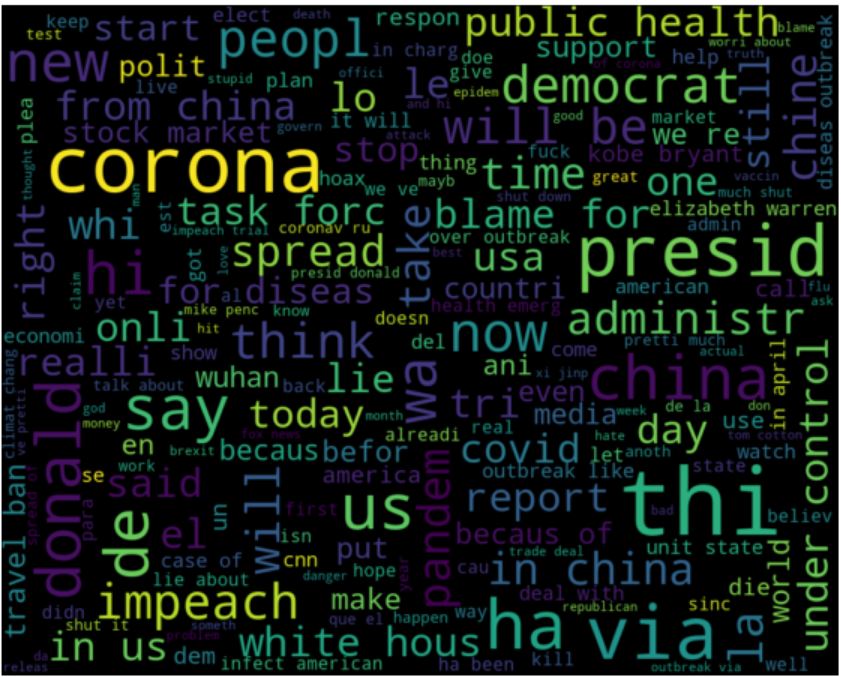 keep
start
elect
death
respon
public health
blame
test
peopl
in charg
support
worri about
new
polit
live
stupid
plan
offici
le
doe
give
epidem
help
truth
of corona
democrat
still
chine
diseas outbreak
plea
from china
lo
and hi
stock market
govern
it will
attack
will be
good
market
we re
corona
stop
thing
fuck
kobe bryant
thought
hoax
we ve
mayb
time
great
one
vaccin
much shut
shut down
man
right
whi
est
task forc
impeach trial
coronav ru
take
blame for
elizabeth warren
admin
spread
over outbreak
usa
presid
best
hi
claim
yet
got
love
presid donald
for
al
diseas
countri
american
call
flu
ask
health emerg
mike penc
know
hit
economi
onli
doesn
del
now
administr
pretti much
actual
climat chang
ve pretti
realli
show
think
wa
come
ani
xi jinp
china
in april
under control
talk about
wuhan
back
lie
tri
even
god
money
donald
say
today
month
media
week
de la
don
use
alreadi
real
day
en
brexit
fox news
becaus
befor
covid
let
hate
anoth
tom cotton
watch
travel ban
spread of
se
work
said
will
america
pandem
outbreak like
state
para
de
el
un
first
us
report
thi
bad
believ
isn
becaus of
case of
cnn
put
trade deal
unit state
world
lie about
danger
hope
year
cau
in china
die
didn
impeach
make
deal with
republican
sinc
shut it
someth
que el
happen
way
ha
via
la
problem
in us
white hous
da
releas
dem
infect american
ha been
kill
outbreak via
well